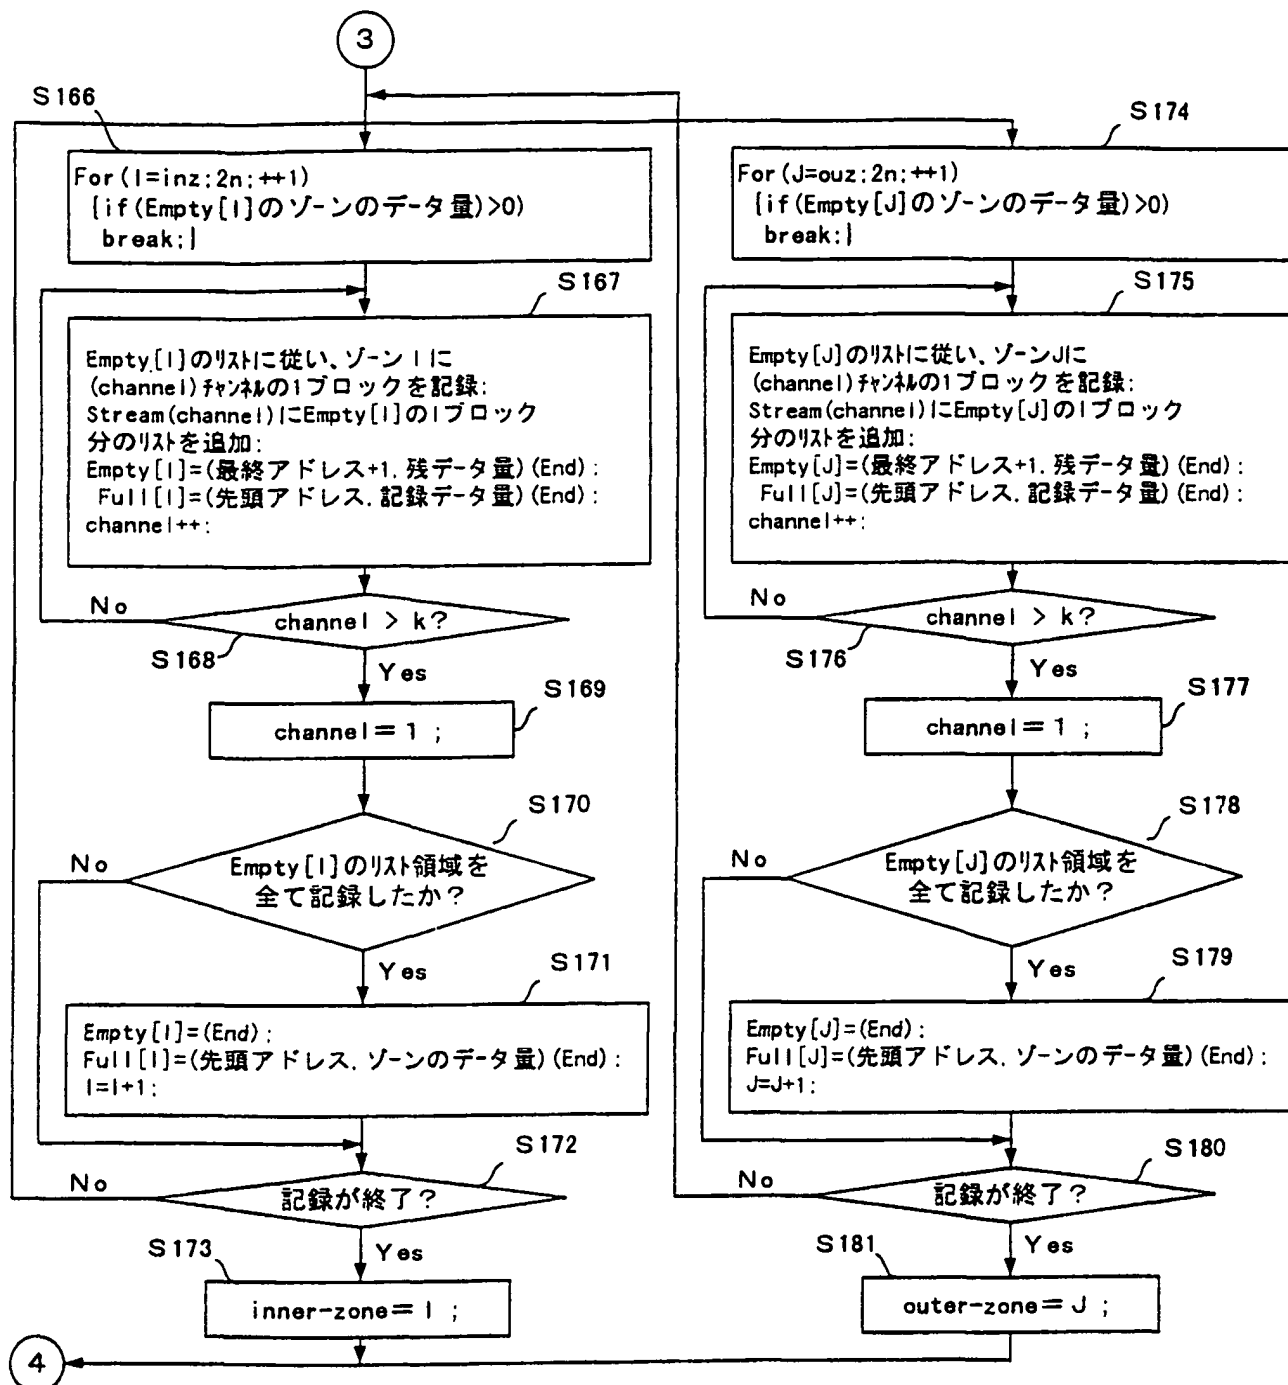 3
S166
For(I=inz;2n;++1)
{if(Empty[I]のゾーンのデータ量)>0)
break;}
S167
Empty[I]のリストに従い、ゾーンIに
(channel)チャンネルの1ブロックを記録;
Stream(channel)にEmpty[I]の1ブロック
分のリストを追加;
Empty[I]=(最終アドレス+1,残データ量)(End);
Full[I]=(先頭アドレス,記録データ量)(End);
channel++;
No
channel > k?
S168
Yes
S169
channel=1 ;
S170
No
Empty[I]のリスト領域を
全て記録したか?
Yes
S171
Empty[I]=(End);
Full[I]=(先頭アドレス,ゾーンのデータ量)(End);
I=I+1;
S172
No
記録が終了?
S173
Yes
inner-zone=I ;
4
S174
For(J=ouz;2n;++1)
{if(Empty[J]のゾーンのデータ量)>0)
break;}
S175
Empty[J]のリストに従い、ゾーンJに
(channel)チャンネルの1ブロックを記録;
Stream(channel)にEmpty[J]の1ブロック
分のリストを追加;
Empty[J]=(最終アドレス+1,残データ量)(End);
Full[J]=(先頭アドレス,記録データ量)(End);
channel++;
No
channel > k?
S176
Yes
S177
channel=1 ;
S178
No
Empty[J]のリスト領域を
全て記録したか?
Yes
S179
Empty[J]=(End);
Full[J]=(先頭アドレス,ゾーンのデータ量)(End);
J=J+1;
S180
No
記録が終了?
S181
Yes
outer-zone=J ;